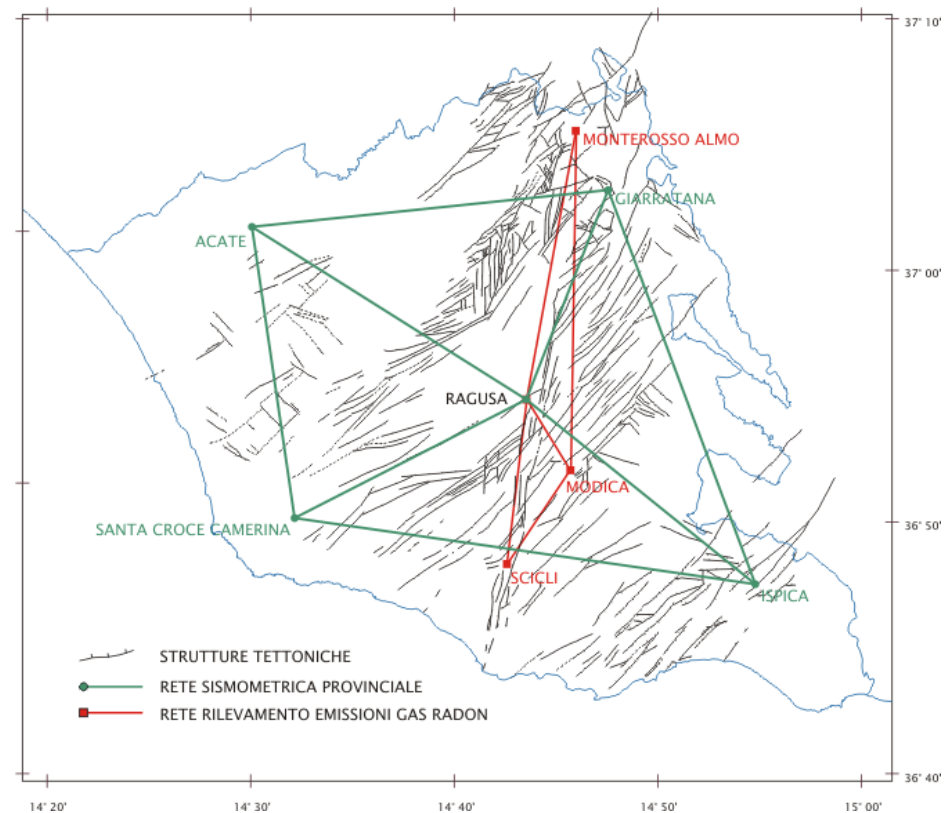 37° 10'
MONTEROSSO ALMO
GIARRATANA
ACATE
37° 00'
RAGUSA
MODICA
SANTA CROCE CAMERINA
36° 50'
SCICLI
ISPICA
STRUTTURE TETTONICHE
RETE SISMOMETRICA PROVINCIALE
RETE RILEVAMENTO EMISSIONI GAS RADON
36° 40'
14° 20'
14° 30'
14° 40'
14° 50'
15° 00'